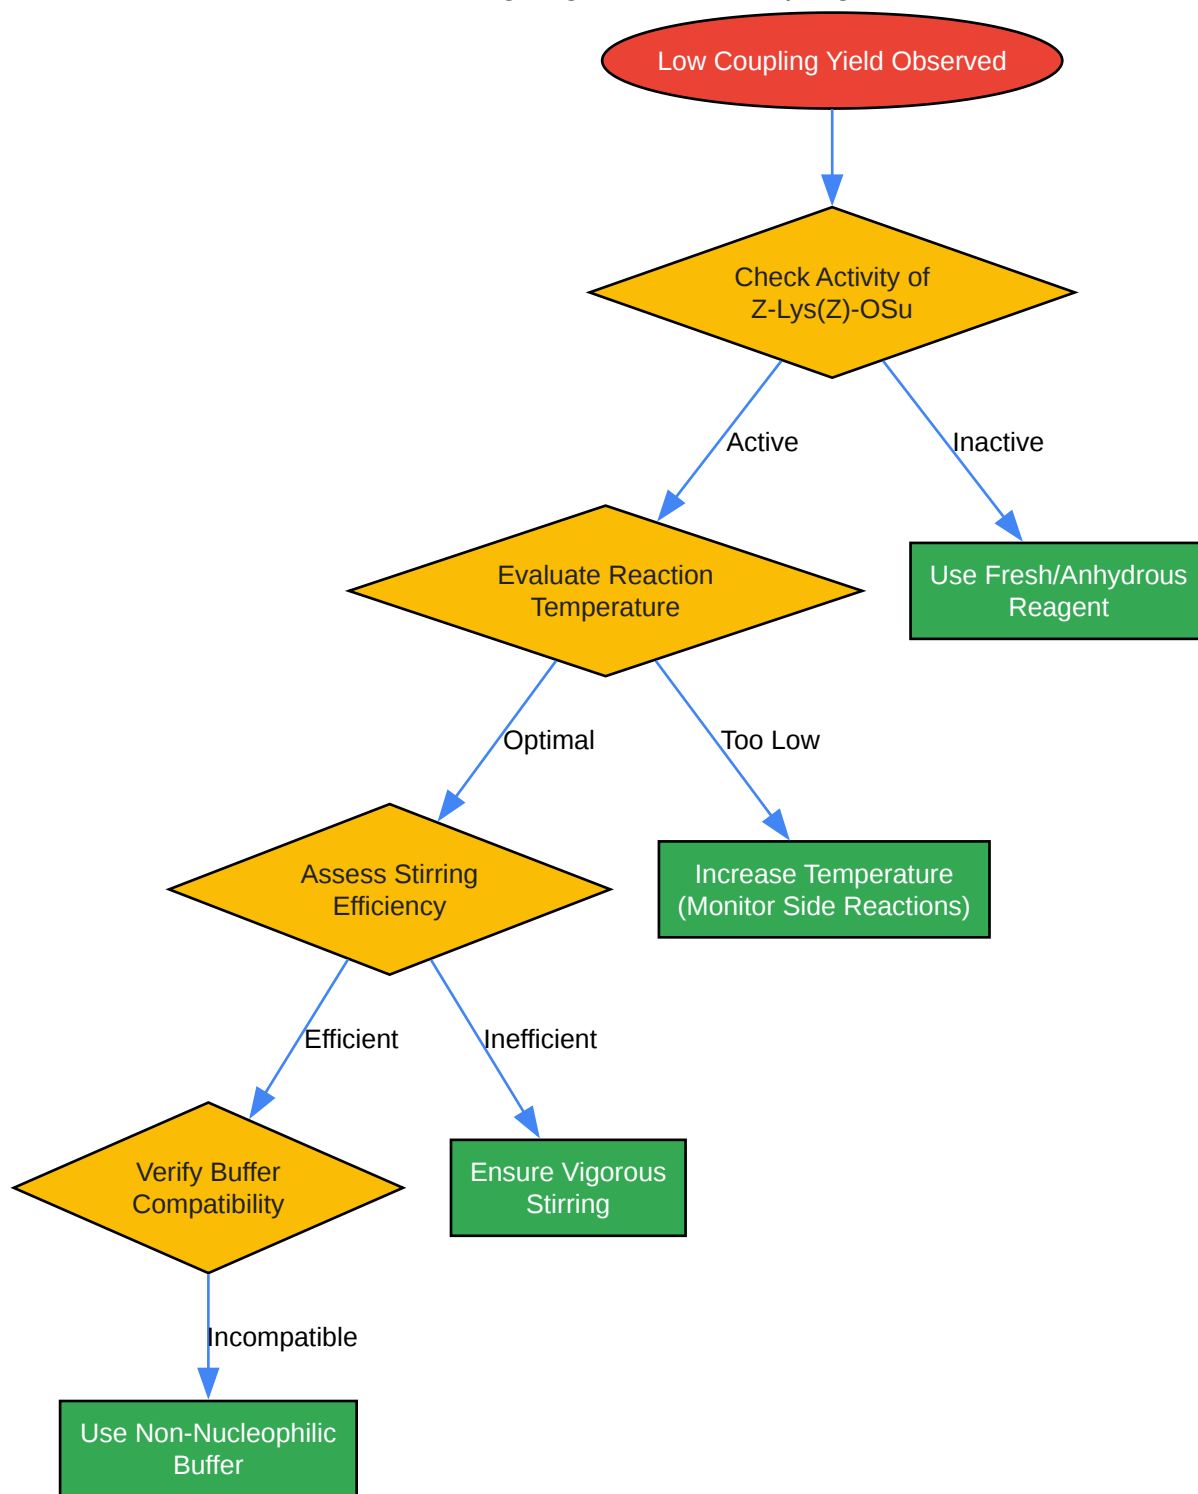 Low Coupling Yield Observed
Check Activity of
Z-Lys(Z)-OSu
Active
Inactive
Evaluate Reaction
Temperature
Use Fresh/Anhydrous
Reagent
Optimal
Too Low
Assess Stirring
Efficiency
Increase Temperature
(Monitor Side Reactions)
Efficient
Inefficient
Verify Buffer
Compatibility
Ensure Vigorous
Stirring
Incompatible
Use Non-Nucleophilic
Buffer